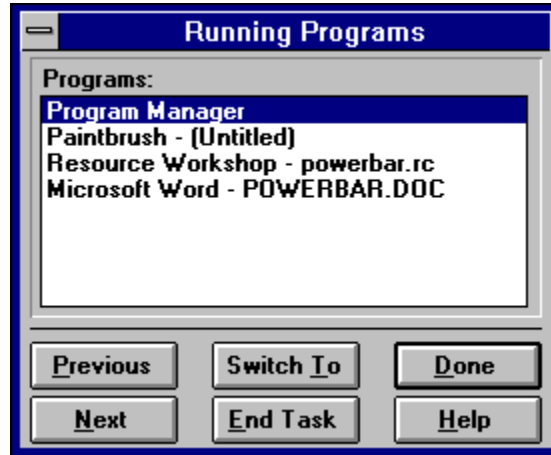 Running Programs
Programs:
Program Manager
Paintbrush - (Untitled)
Resource Workshop - powerbar.rc
Microsoft Word - POWERBAR.DOC
Previous Switch To Done
Next End Task Help